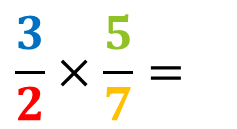 3/2 × 5/7 =